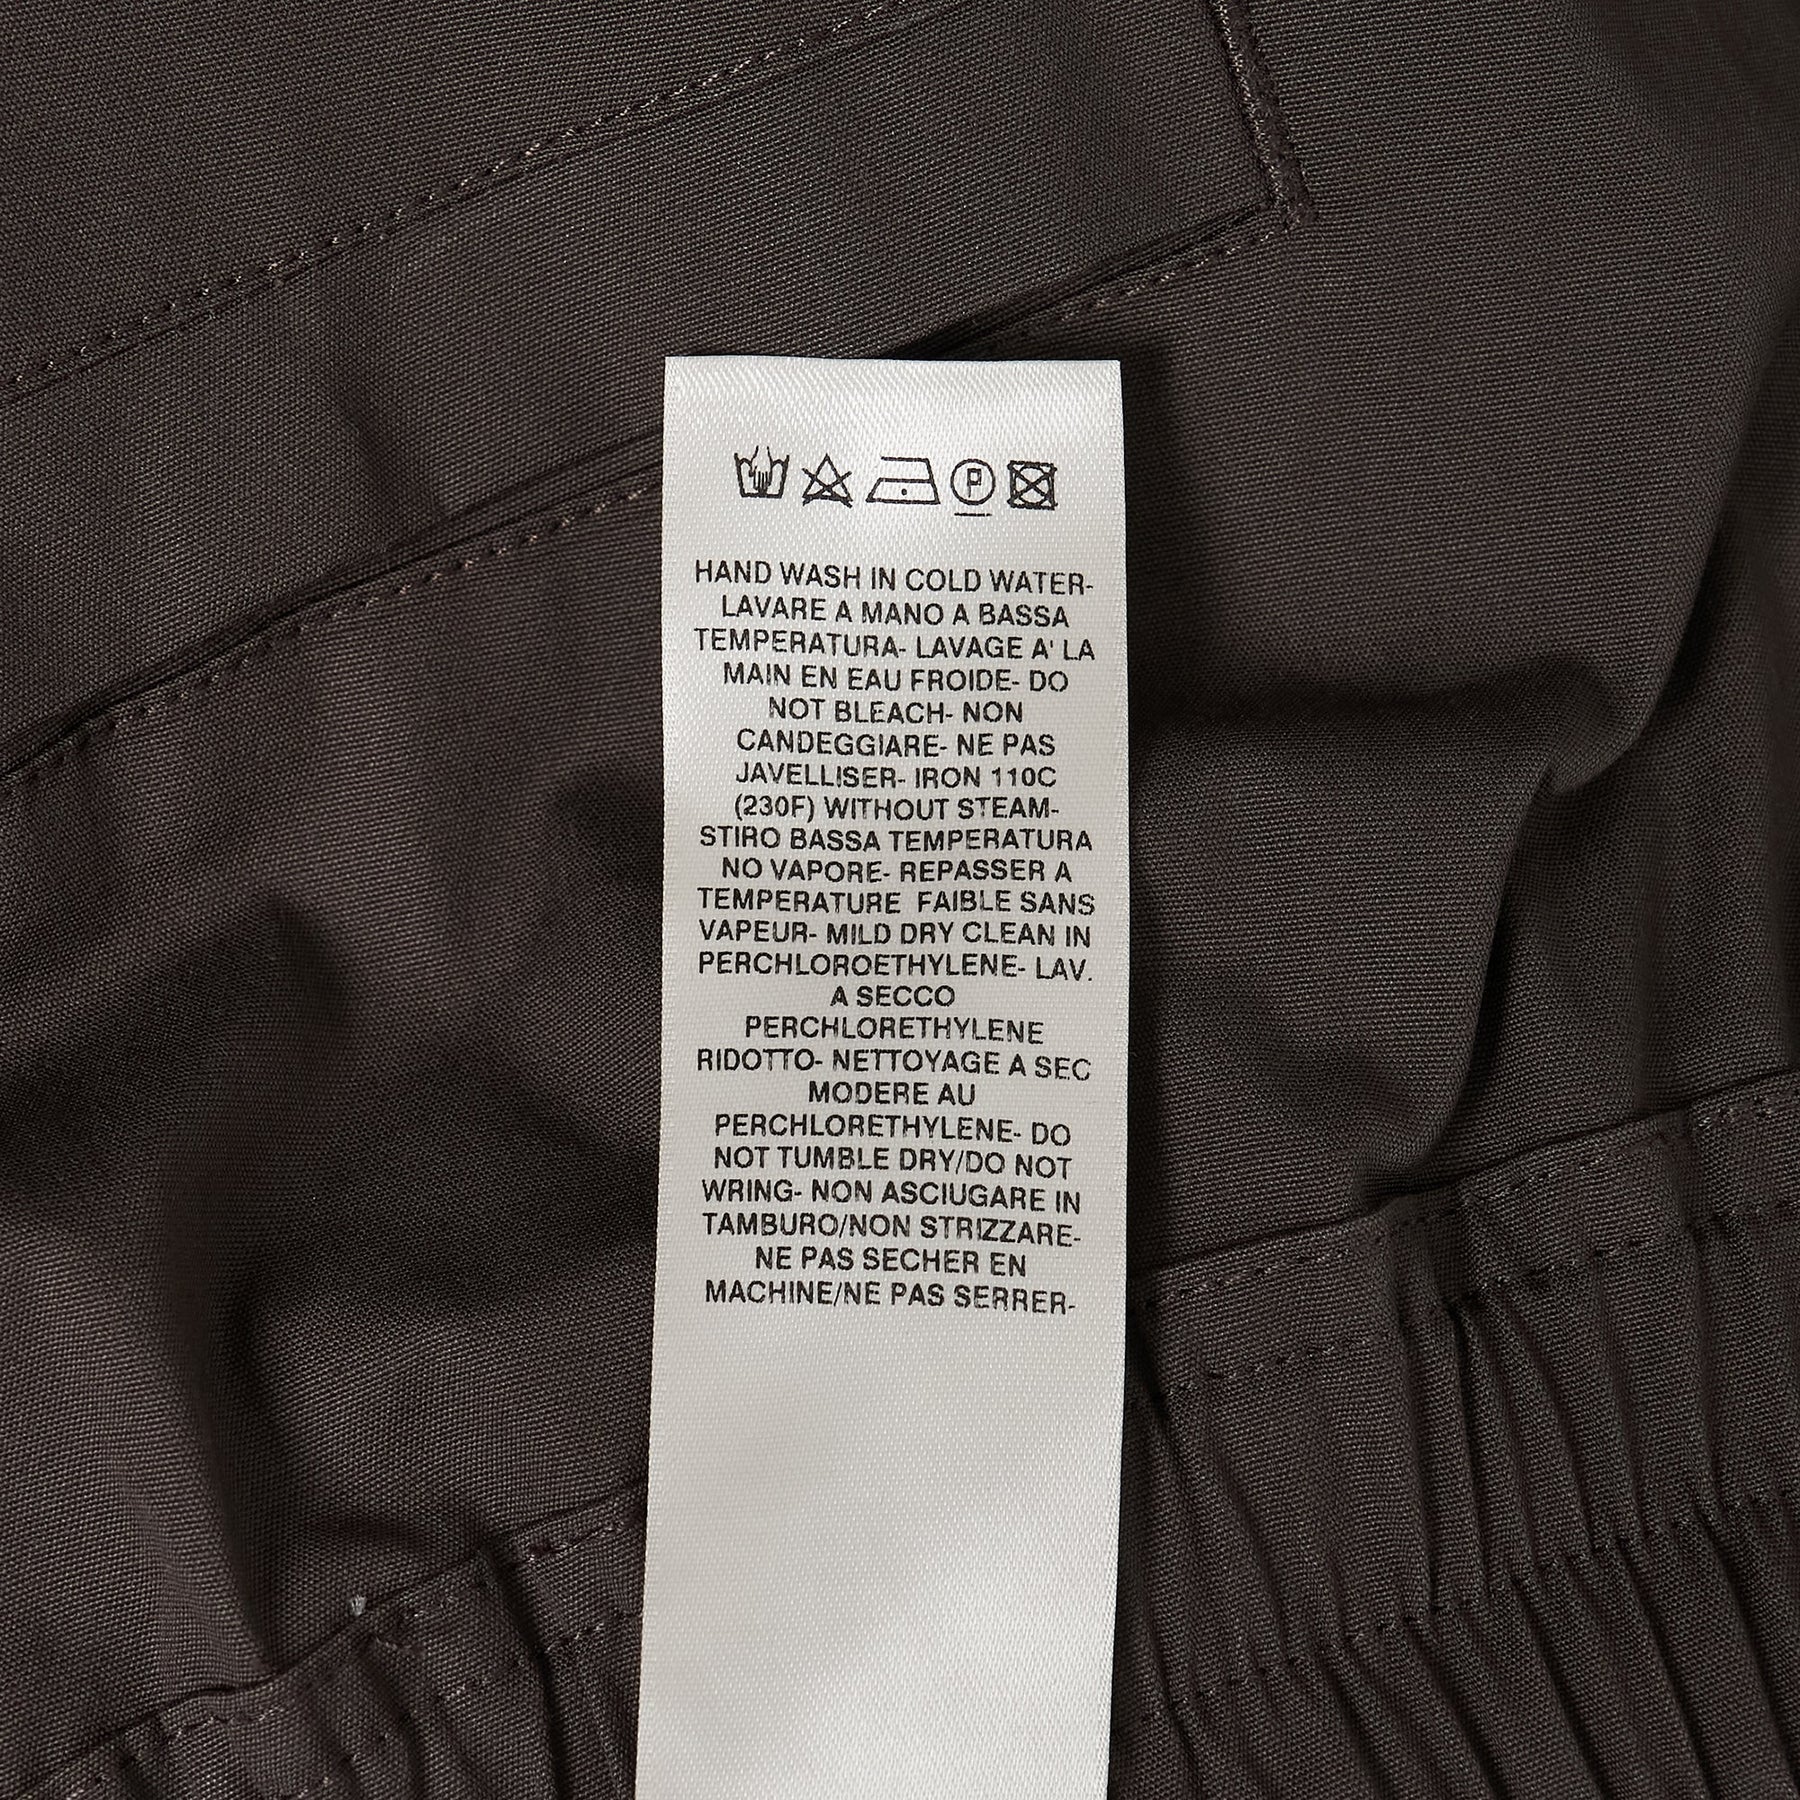 HAND WASH IN COLD WATER-
LAVARE A MANO A BASSA
TEMPERATURA- LAVAGE A' LA
MAIN EN EAU FROIDE- DO
NOT BLEACH- NON
CANDEGGIARE- NE PAS
JAVELLISER- IRON 110C
(230F) WITHOUT STEAM-
STIRO BASSA TEMPERATURA
NO VAPORE- REPASSER A
TEMPERATURE FAIBLE SANS
VAPEUR- MILD DRY CLEAN IN
PERCHLOROETHYLENE- LAV.
A SECCO
PERCHLORETHYLENE
RIDOTTO- NETTOYAGE A SEC
MODERE AU
PERCHLORETHYLENE- DO
NOT TUMBLE DRY/DO NOT
WRING- NON ASCIUGARE IN
TAMBURO/NON STRIZZARE-
NE PAS SECHER EN
MACHINE/NE PAS SERRER-